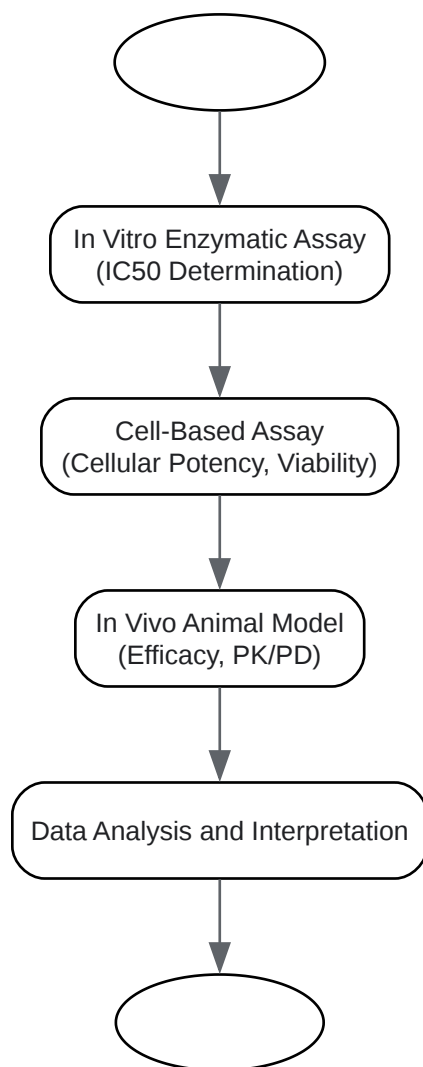 In Vitro Enzymatic Assay
(IC50 Determination)
Cell-Based Assay
(Cellular Potency, Viability)
In Vivo Animal Model
(Efficacy, PK/PD)
Data Analysis and Interpretation